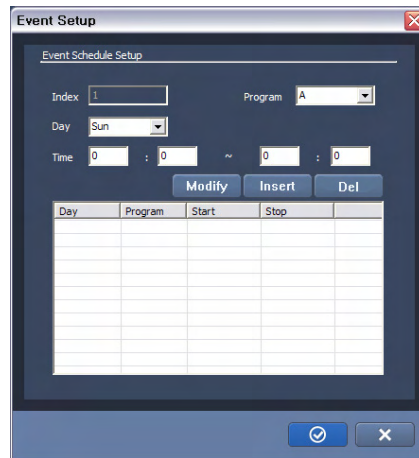 Event Setup
Event Schedule Setup
Index 1 Program A
Day Sun
Time 0 : 0 ~ 0 : 0
Modify Insert Del
Day Program Start Stop